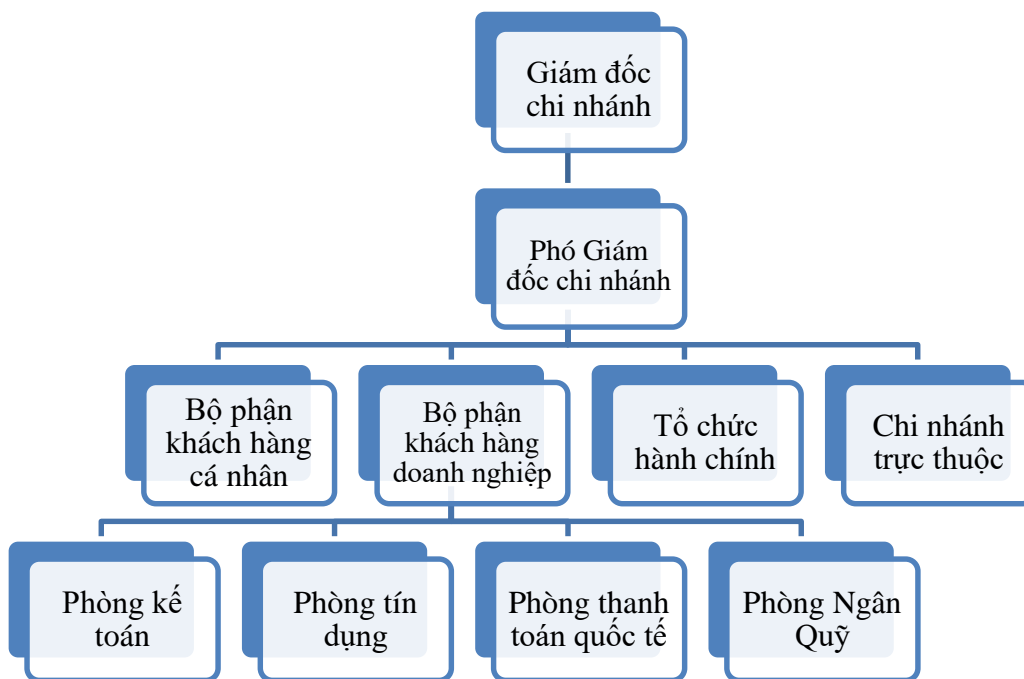 Giám đốc
chi nhánh
Phó Giám
đốc chi nhánh
Bộ phận
khách hàng
cá nhân
Bộ phận
khách hàng
doanh nghiệp
Tổ chức
hành chính
Chi nhánh
trực thuộc
Phòng kế
toán
Phòng tín
dụng
Phòng thanh
toán quốc tế
Phòng Ngân
Quỹ